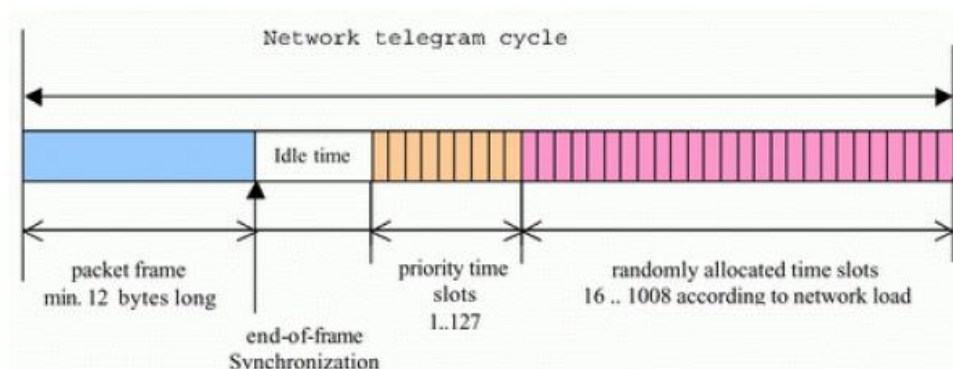 Network telegram cycle
Idle time
packet frame
min. 12 bytes long
end-of-frame
Synchronization
priority time
slots
1..127
randomly allocated time slots
16 .. 1008 according to network load